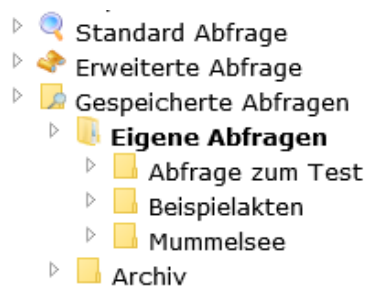 Standard Abfrage
Erweiterte Abfrage
Gespeicherte Abfragen
Eigene Abfragen
Abfrage zum Test
Beispielakten
Mummelsee
Archiv